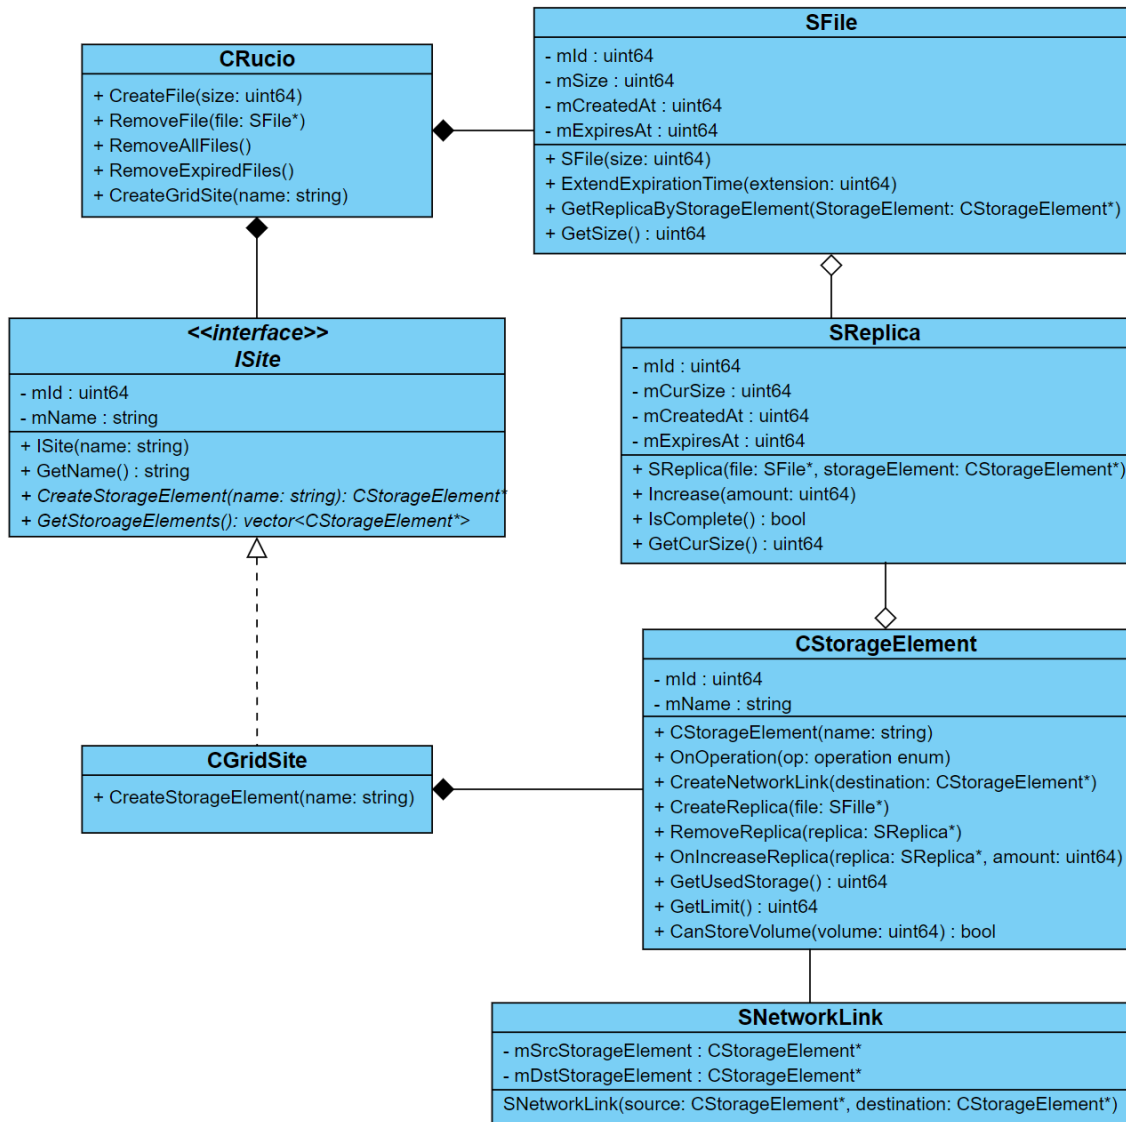 CRucio
+ CreateFile(size: uint64)
+ RemoveFile(file: SFile*)
+ RemoveAllFiles()
+ RemoveExpiredFiles()
+ CreateGridSite(name: string)
SFile
- mId : uint64
- mSize : uint64
- mCreatedAt : uint64
- mExpiresAt : uint64
+ SFile(size: uint64)
+ ExtendExpirationTime(extension: uint64)
+ GetReplicaByStorageElement(StorageElement: CStorageElement*)
+ GetSize() : uint64
<<interface>>
ISite
- mId : uint64
- mName : string
+ ISite(name: string)
+ GetName() : string
+ CreateStorageElement(name: string): CStorageElement*
+ GetStoroageElements(): vector<CStorageElement*>
SReplica
- mId : uint64
- mCurSize : uint64
- mCreatedAt : uint64
- mExpiresAt : uint64
+ SReplica(file: SFile*, storageElement: CStorageElement*)
+ Increase(amount: uint64)
+ IsComplete() : bool
+ GetCurSize() : uint64
CGridSite
+ CreateStorageElement(name: string)
CStorageElement
- mId : uint64
- mName : string
+ CStorageElement(name: string)
+ OnOperation(op: operation enum)
+ CreateNetworkLink(destination: CStorageElement*)
+ CreateReplica(file: SFille*)
+ RemoveReplica(replica: SReplica*)
+ OnIncreaseReplica(replica: SReplica*, amount: uint64)
+ GetUsedStorage() : uint64
+ GetLimit() : uint64
+ CanStoreVolume(volume: uint64) : bool
SNetworkLink
- mSrcStorageElement : CStorageElement*
- mDstStorageElement : CStorageElement*
SNetworkLink(source: CStorageElement*, destination: CStorageElement*)